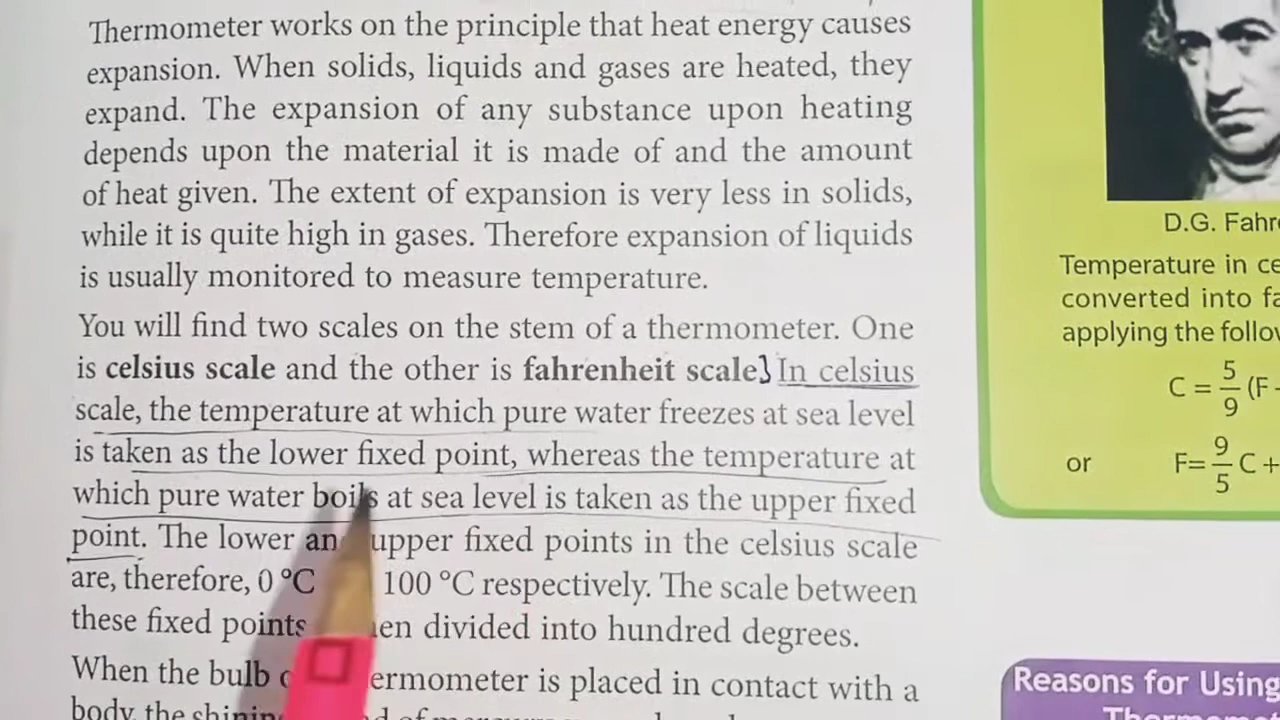 Thermometer works on the principle that heat energy causes
expansion. When solids, liquids and gases are heated, they
expand. The expansion of any substance upon heating
depends upon the material it is made of and the amount
of heat given. The extent of expansion is very less in solids,
while it is quite high in gases. Therefore expansion of liquids
is usually monitored to measure temperature.
You will find two scales on the stem of a thermometer. One
is celsius scale and the other is fahrenheit scale. In celsius
scale, the temperature at which pure water freezes at sea level
is taken as the lower fixed point, whereas the temperature at
which pure water boils at sea level is taken as the upper fixed
point. The lower an upper fixed points in the celsius scale
are, therefore, 0 °C 100 °C respectively. The scale between
these fixed points en divided into hundred degrees.
When the bulb ermometer is placed in contact with a
body, the
D.G. Fahr
Temperature in ce
converted into fa
applying the follo
C = 5/9 (F -
or F= 9/5 C +
Reasons for Using